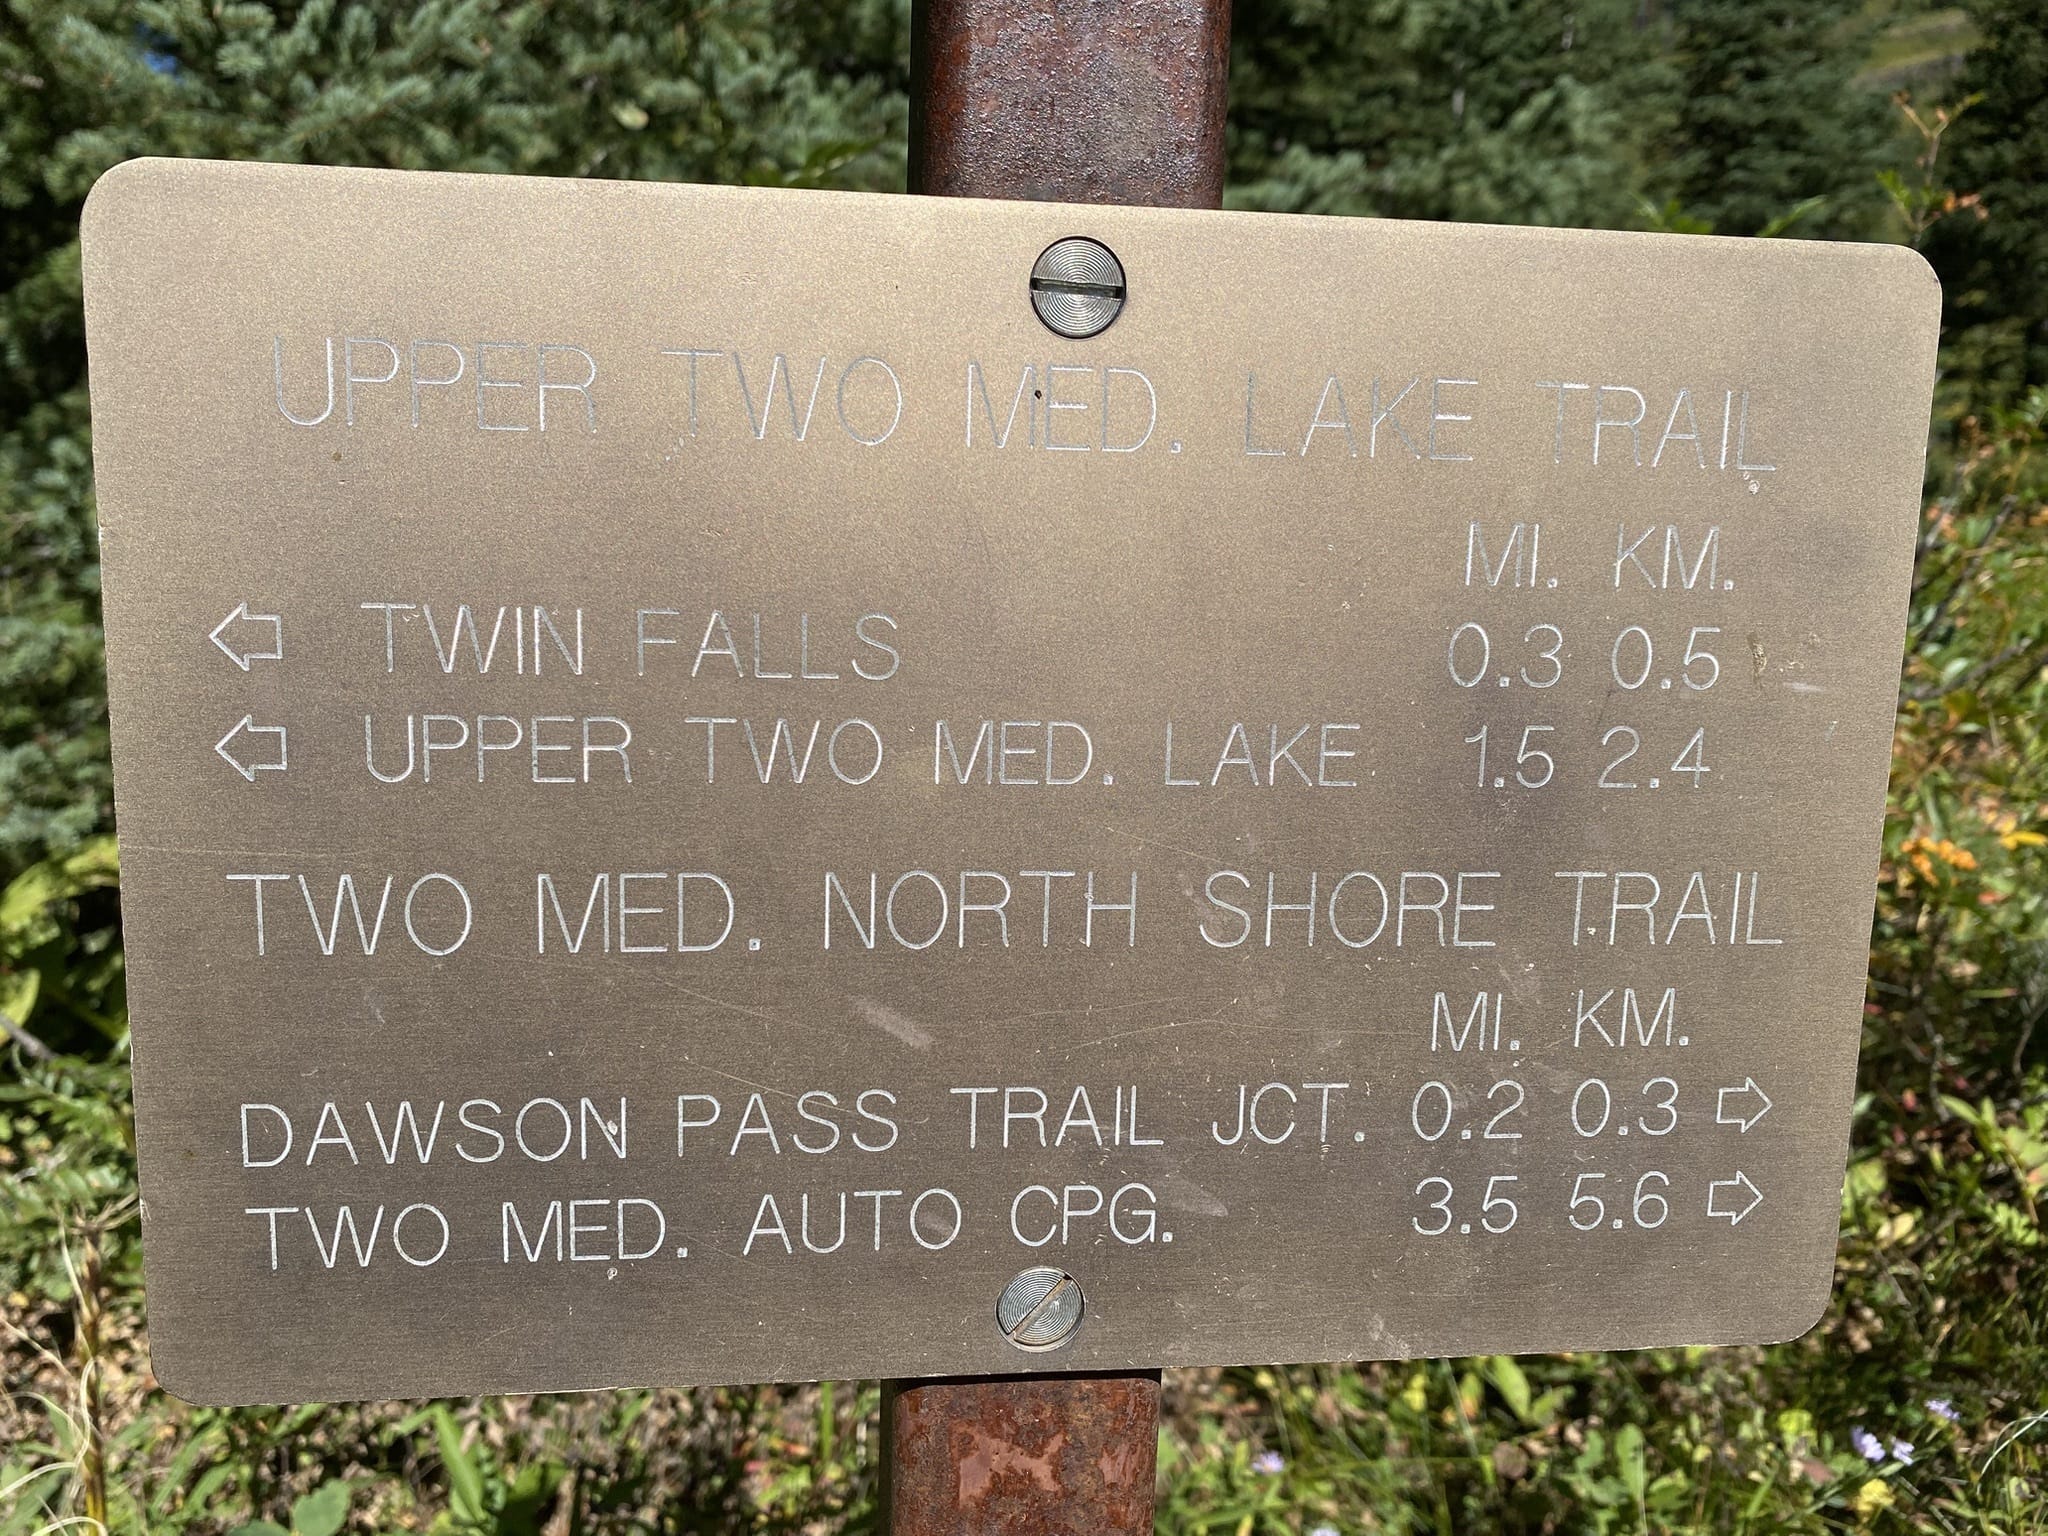 UPPER TWO MED. LAKE TRAIL
MI. KM.
TWIN FALLS 0.3 0.5
UPPER TWO MED. LAKE 1.5 2.4
TWO MED. NORTH SHORE TRAIL
MI. KM.
DAWSON PASS TRAIL JCT. 0.2 0.3
TWO MED. AUTO CPG. 3.5 5.6